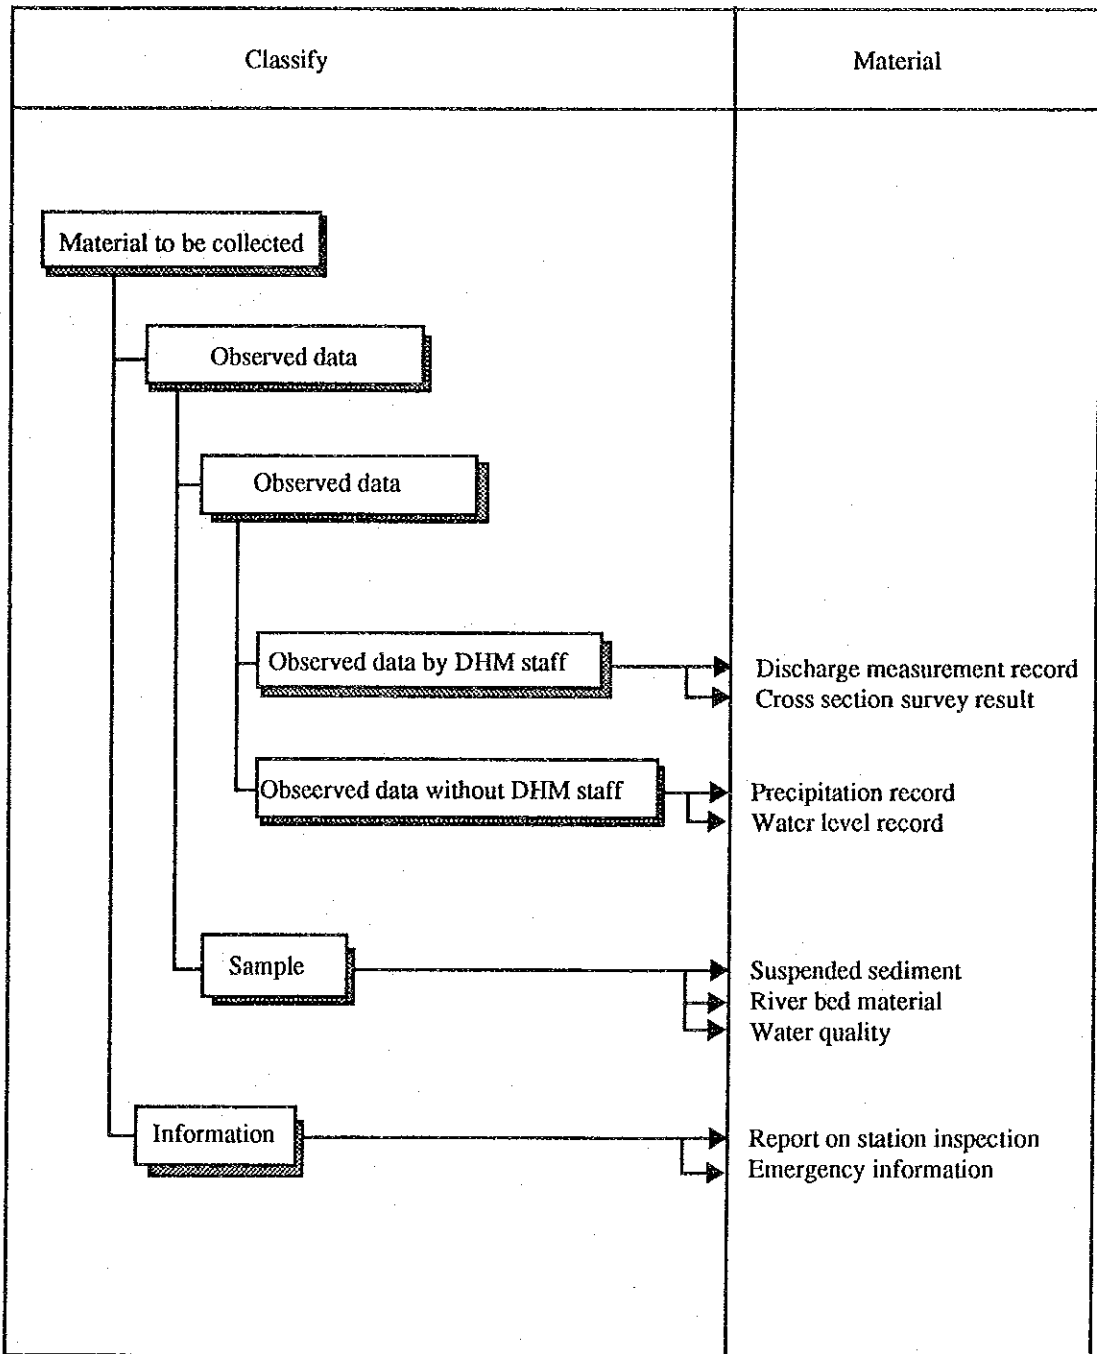 Classify
Material
Material to be collected
Observed data
Observed data
Observed data by DHM staff
Discharge measurement record
Cross section survey result
Obseerved data without DHM staff
Precipitation record
Water level record
Sample
Suspended sediment
River bed material
Water quality
Information
Report on station inspection
Emergency information